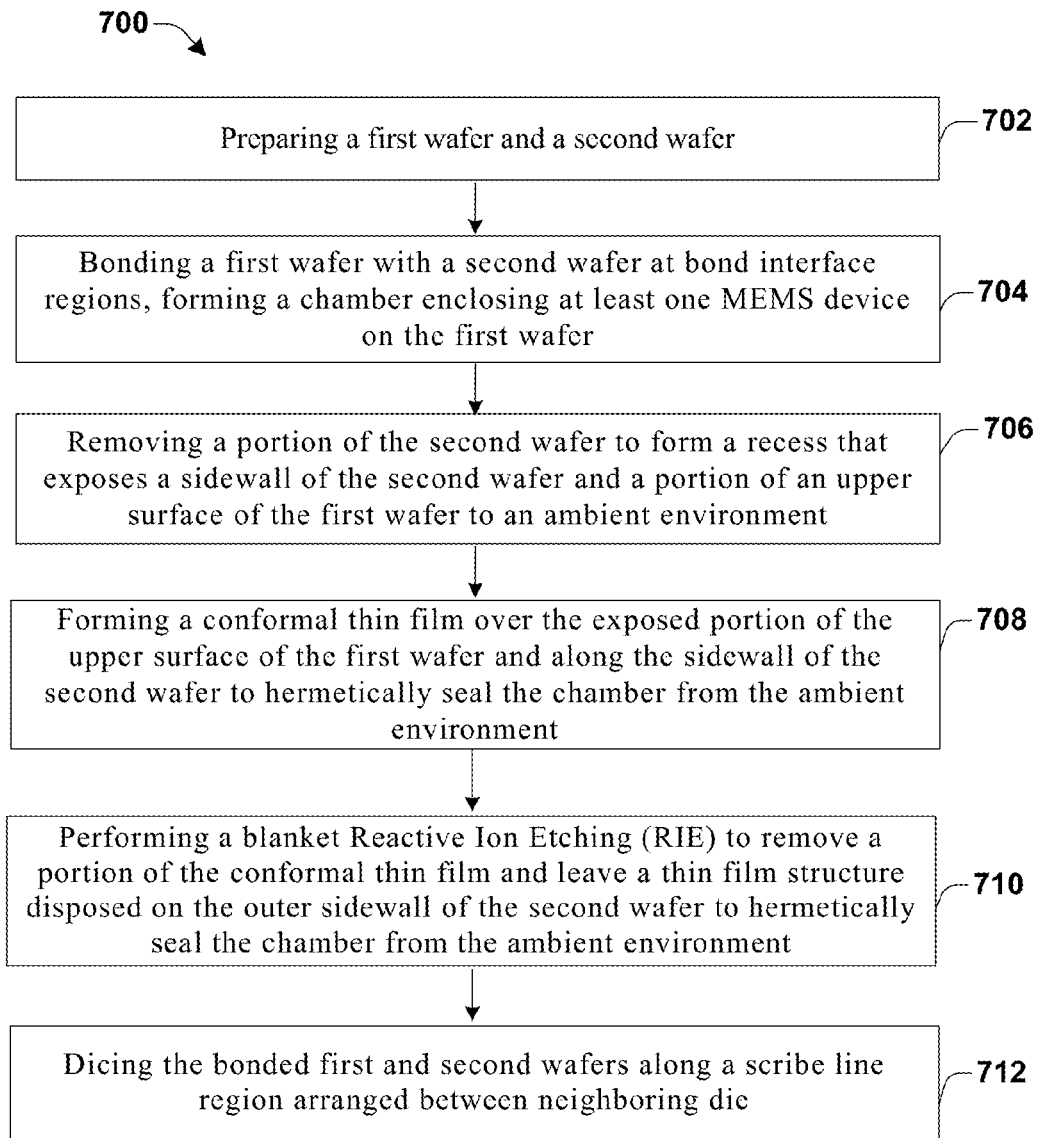 700
Preparing a first wafer and a second wafer
702
Bonding a first wafer with a second wafer at bond interface
regions, forming a chamber enclosing at least one MEMS device
on the first wafer
704
Removing a portion of the second wafer to form a recess that
exposes a sidewall of the second wafer and a portion of an upper
surface of the first wafer to an ambient environment
706
Forming a conformal thin film over the exposed portion of the
upper surface of the first wafer and along the sidewall of the
second wafer to hermetically seal the chamber from the ambient
environment
708
Performing a blanket Reactive Ion Etching (RIE) to remove a
portion of the conformal thin film and leave a thin film structure
disposed on the outer sidewall of the second wafer to hermetically
seal the chamber from the ambient environment
710
Dicing the bonded first and second wafers along a scribe line
region arranged between neighboring die
712